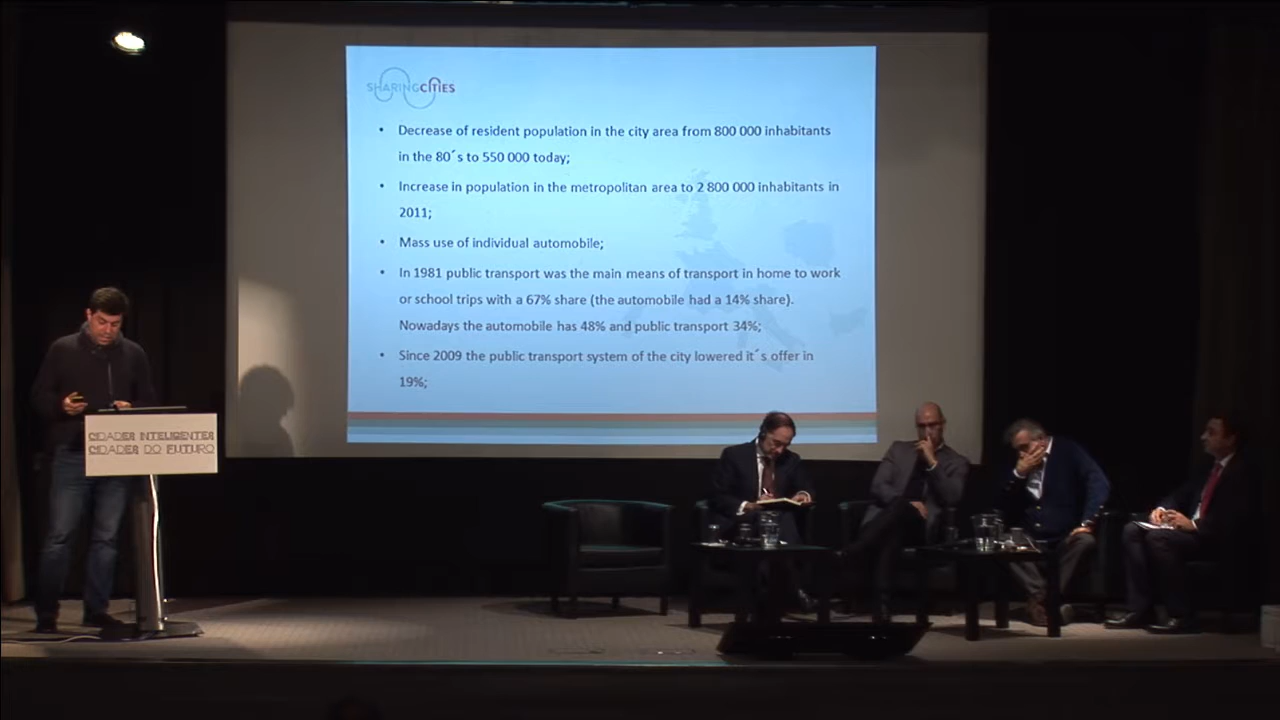 SHARINGCITIES
• Decrease of resident population in the city area from 800 000 inhabitants
in the 80´s to 550 000 today;
• Increase in population in the metropolitan area to 2 800 000 inhabitants in
2011;
• Mass use of individual automobile;
• In 1981 public transport was the main means of transport in home to work
or school trips with a 67% share (the automobile had a 14% share).
Nowadays the automobile has 48% and public transport 34%;
• Since 2009 the public transport system of the city lowered it´s offer in
19%;
CIDADES INTELIGENTES
CIDADES DO FUTURO